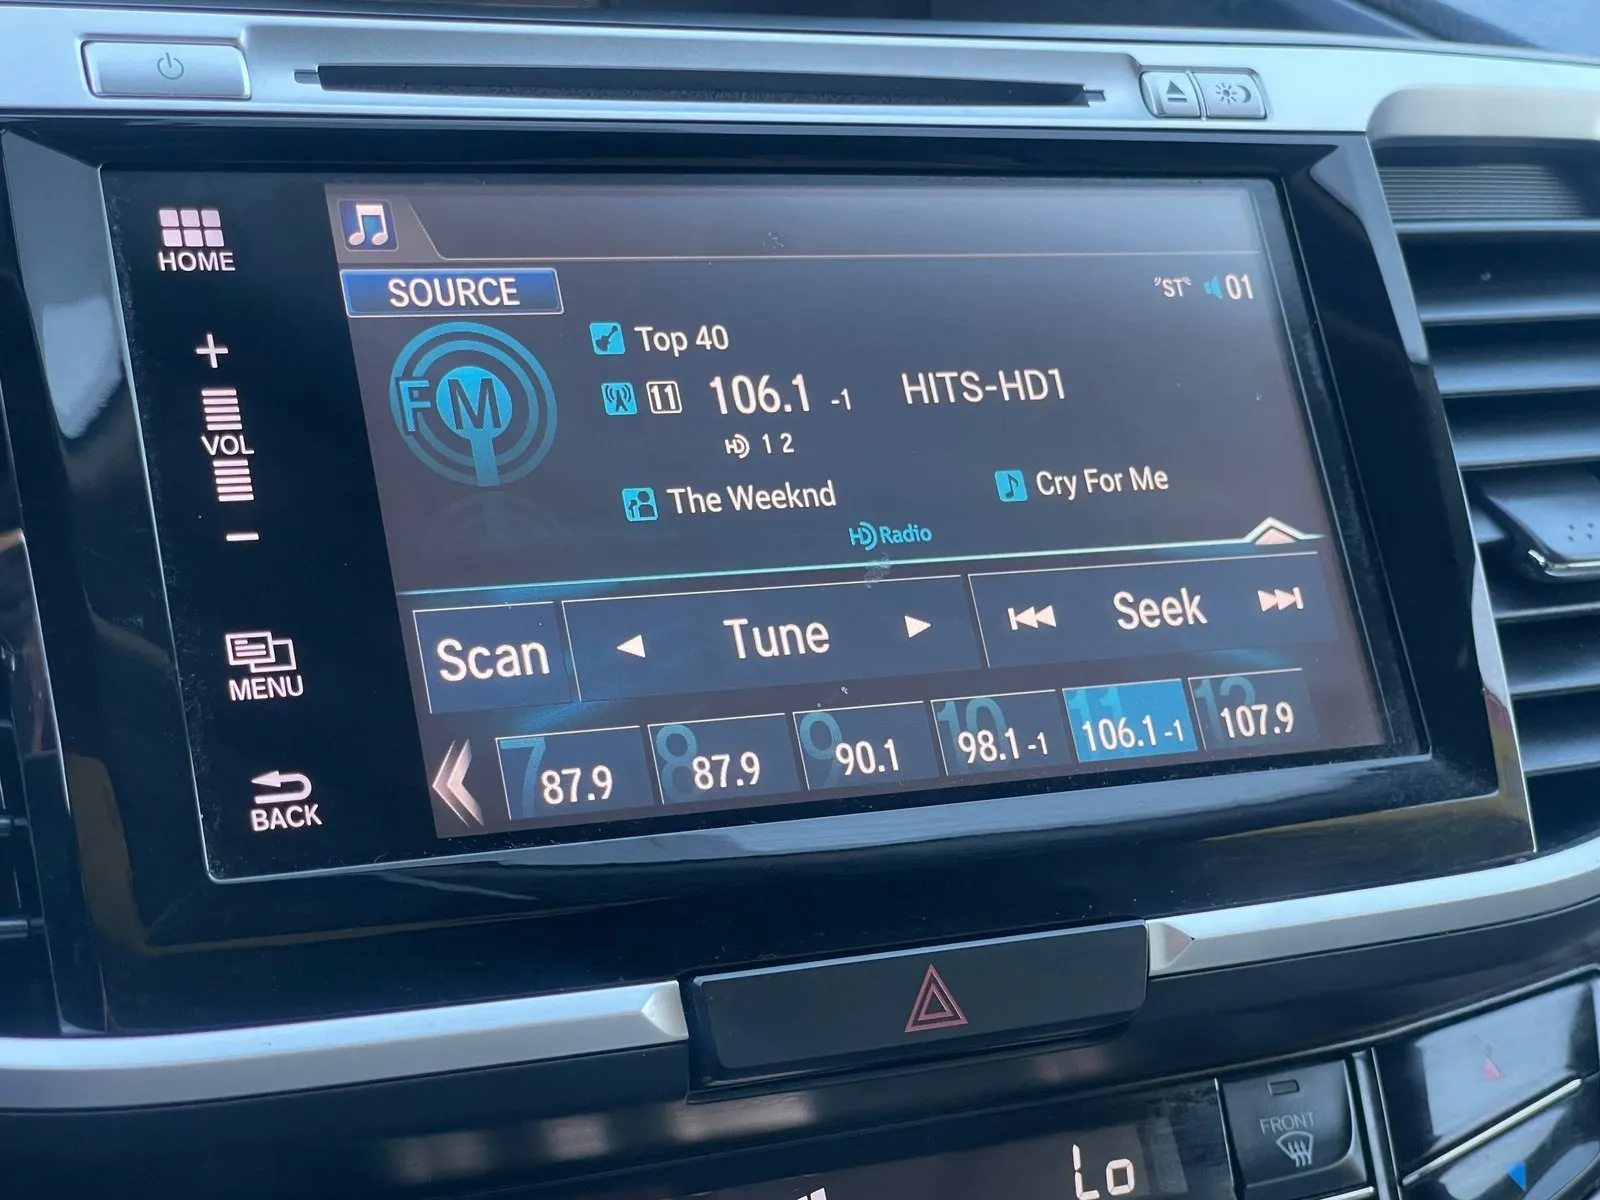 HOME
SOURCE
"ST" 01
Top 40
+
VOL
-
FM
11 106.1 -1 HITS-HD1
HD 1 2
The Weeknd
Cry For Me
HD Radio
Scan
Tune
Seek
MENU
7 87.9
8 87.9
9 90.1
10 98.1-1
11 106.1-1
12 107.9
BACK
FRONT
Lo